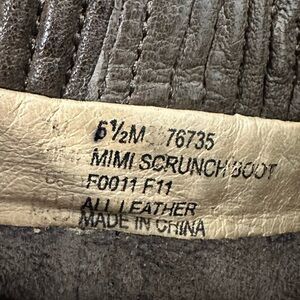 6½M 76735
MIMI SCRUNCH BOOT
F0011 F11
ALL LEATHER
MADE IN CHINA